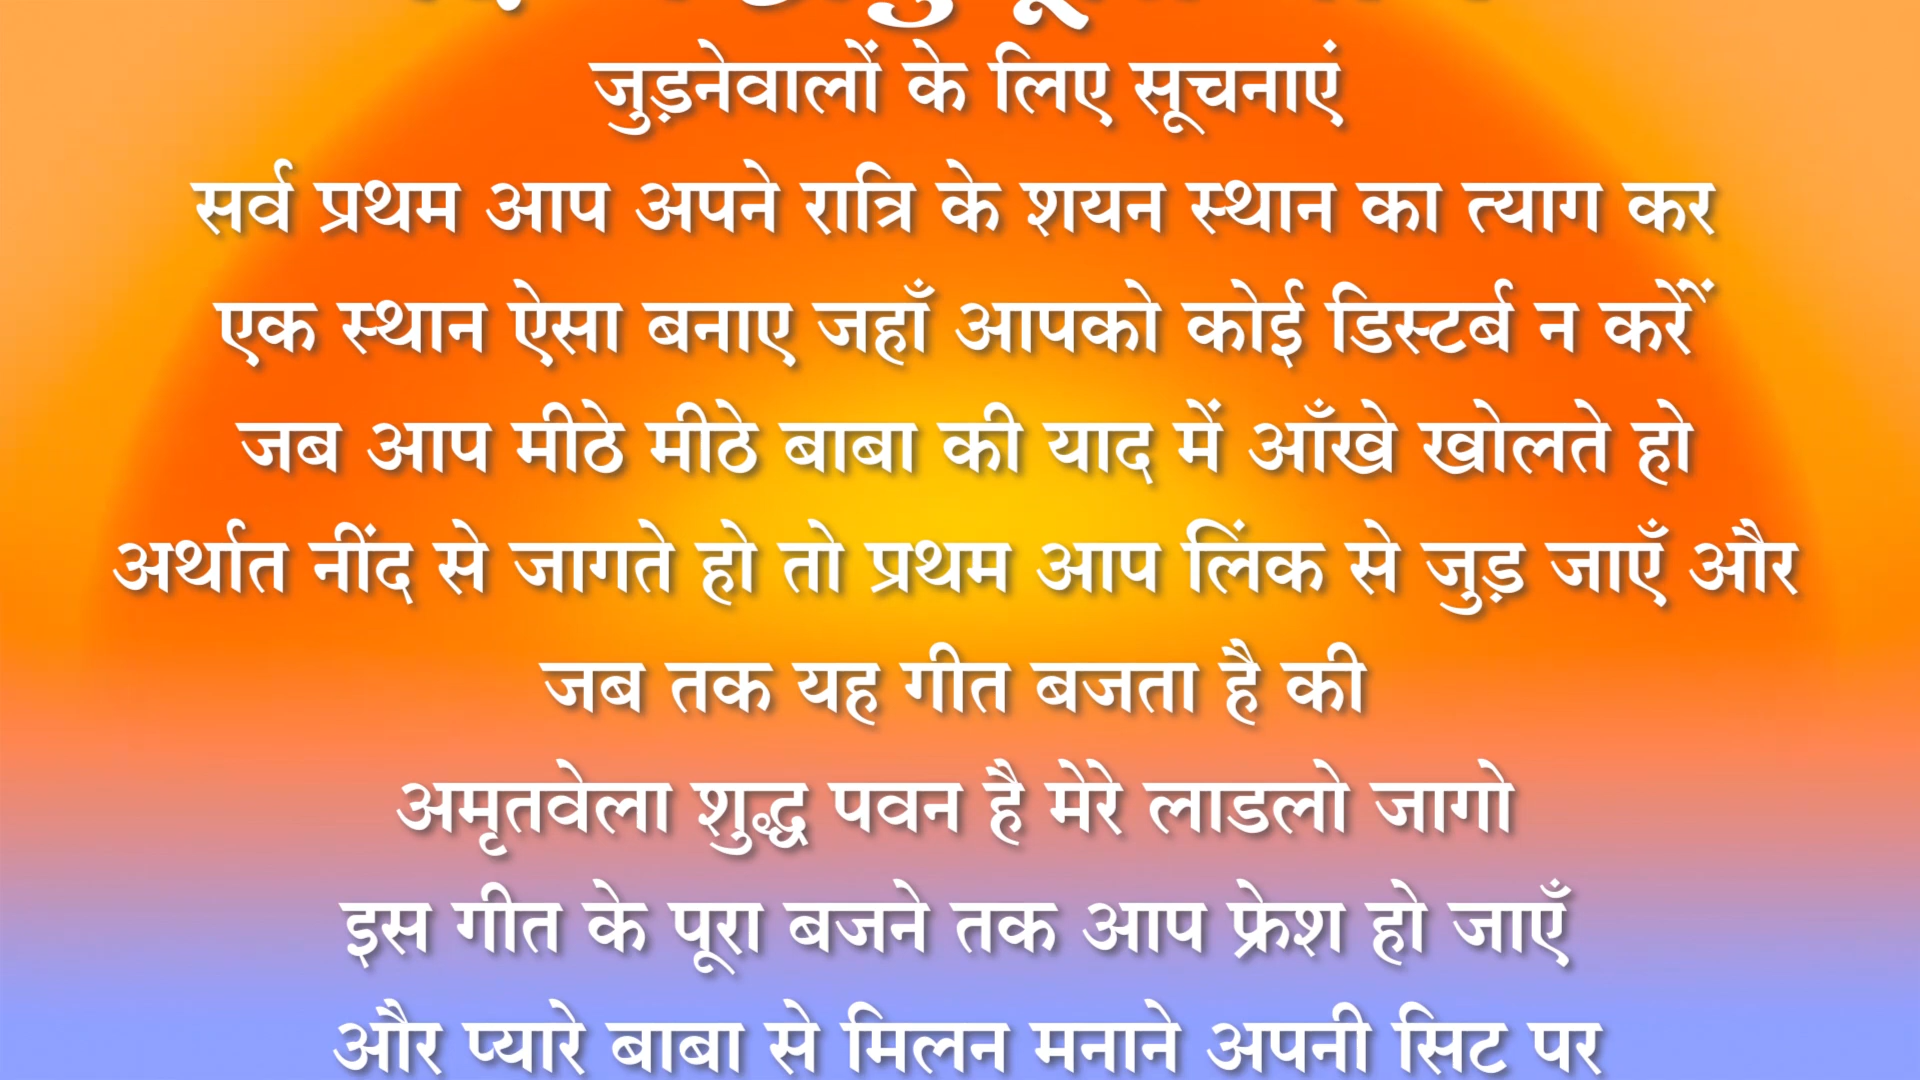 जुड़नेवालों के लिए सूचनाएं
सर्व प्रथम आप अपने रात्रि के शयन स्थान का त्याग कर
एक स्थान ऐसा बनाए जहाँ आपको कोई डिस्टर्ब न करेंं
जब आप मीठे मीठे बाबा की याद में आँखे खोलते हो
अर्थात नींद से जागते हो तो प्रथम आप लिंक से जुड़ जाएँ और
जब तक यह गीत बजता है की
अमृतवेला शुद्ध पवन है मेरे लाडलो जागो
इस गीत के पूरा बजने तक आप फ्रेश हो जाएँ
और प्यारे बाबा से मिलन मनाने अपनी सिट पर